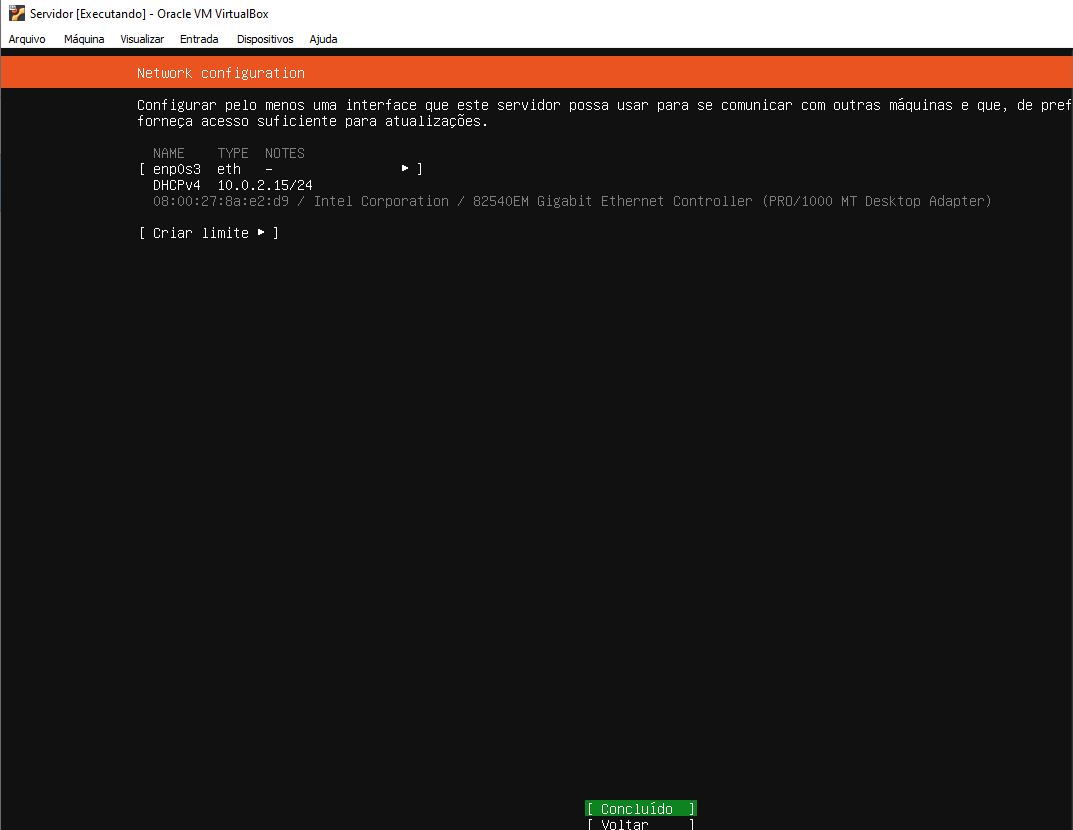 Servidor [Executando] - Oracle VM VirtualBox
Arquivo Máquina Visualizar Entrada Dispositivos Ajuda
Network configuration
Configurar pelo menos uma interface que este servidor possa usar para se comunicar com outras máquinas e que, de pref
forneça acesso suficiente para atualizações.
NAME TYPE NOTES
[ enp0s3 eth - ▸ ]
DHCPv4 10.0.2.15/24
08:00:27:8a:e2:d9 / Intel Corporation / 82540EM Gigabit Ethernet Controller (PRO/1000 MT Desktop Adapter)
[ Criar limite ▸ ]
[ Concluído ]
[ Voltar ]